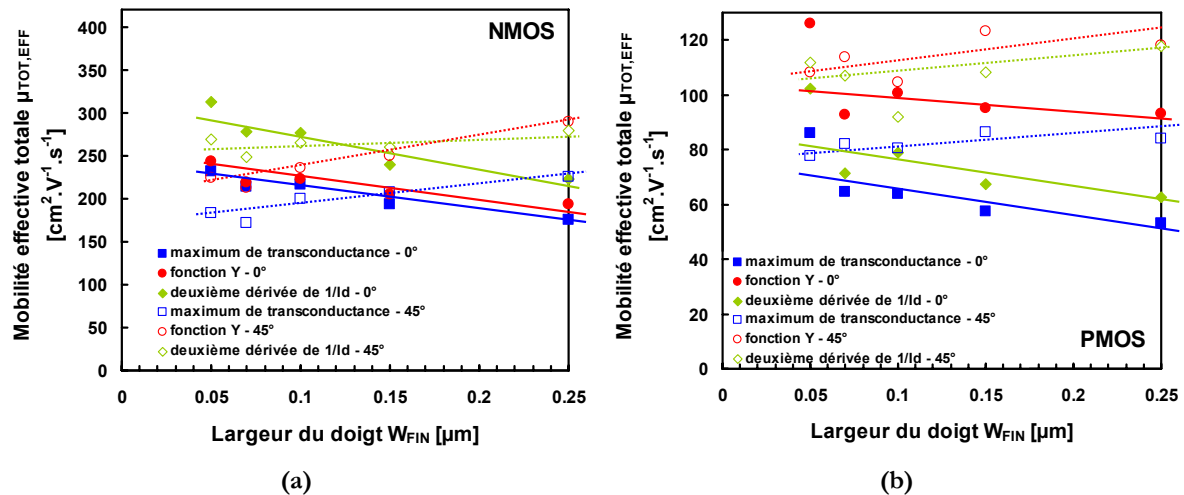 NMOS
Mobilité effective totale µTOT,EFF
[cm².V⁻¹.s⁻¹]
400
350
300
250
200
150
100
50
0
maximum de transconductance - 0°
fonction Y - 0°
deuxième dérivée de 1/Id - 0°
maximum de transconductance - 45°
fonction Y - 45°
deuxième dérivée de 1/Id - 45°
0
0.05
0.1
0.15
0.2
0.25
Largeur du doigt WFIN [µm]
(a)
Mobilité effective totale µTOT,EFF
[cm².V⁻¹.s⁻¹]
120
100
80
60
40
20
0
maximum de transconductance - 0°
fonction Y - 0°
deuxième dérivée de 1/Id - 0°
maximum de transconductance - 45°
fonction Y - 45°
deuxième dérivée de 1/Id - 45°
PMOS
0
0.05
0.1
0.15
0.2
0.25
Largeur du doigt WFIN [µm]
(b)